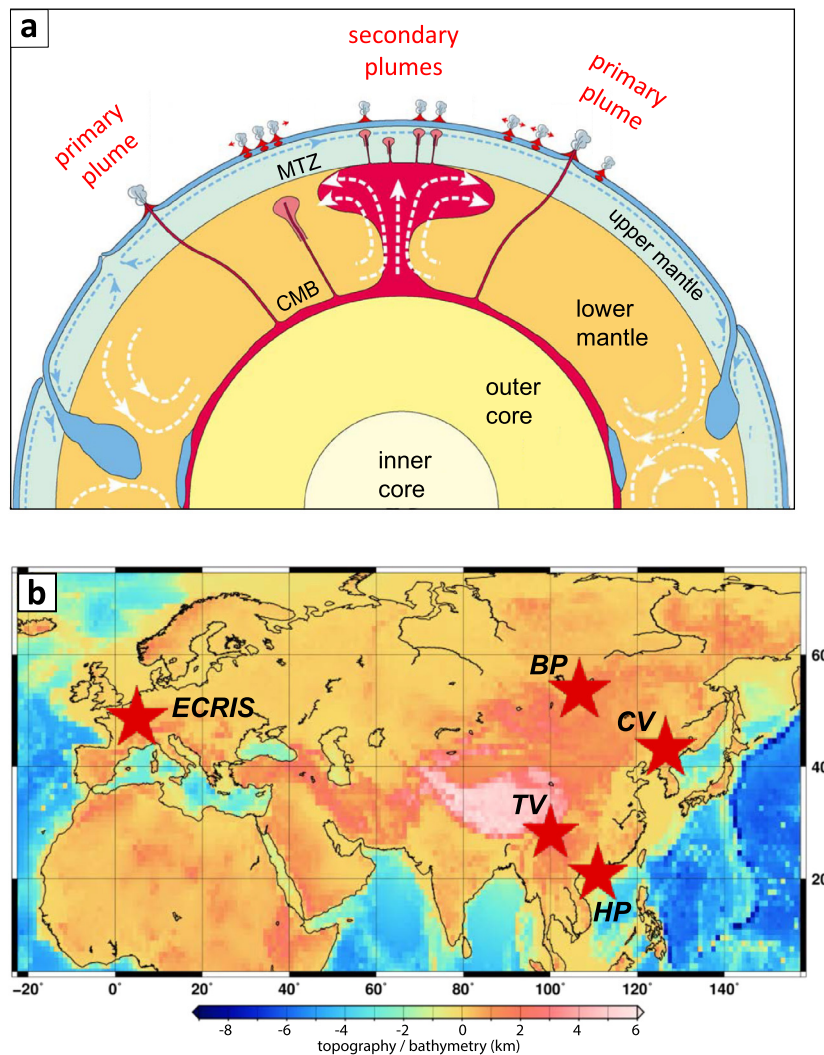 a
secondary
plumes
primary
plume
primary
plume
MTZ
upper mantle
CMB
lower
mantle
outer
core
inner
core
b
60
40
20
BP
ECRIS
CV
TV
HP
-20° 0° 20° 40° 60° 80° 100° 120° 140°
-8 -6 -4 -2 0 2 4 6
topography / bathymetry (km)